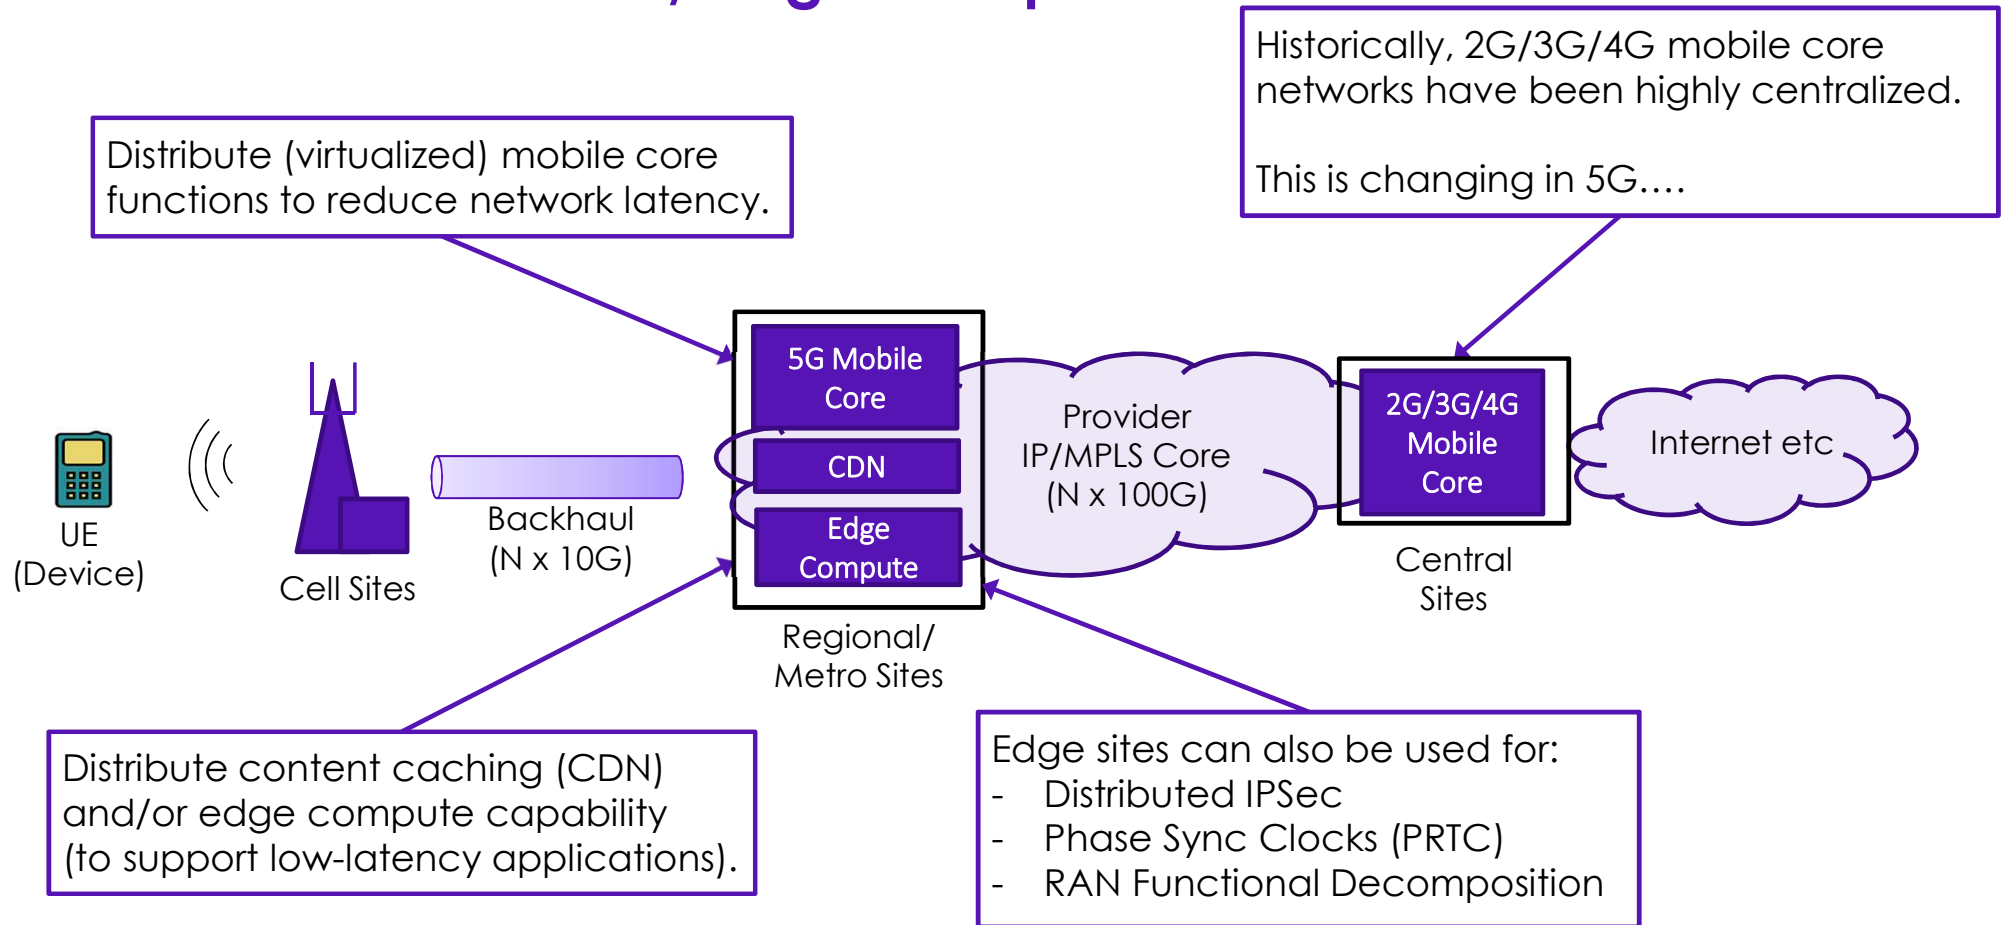 Historically, 2G/3G/4G mobile core
networks have been highly centralized.
This is changing in 5G....
Distribute (virtualized) mobile core
functions to reduce network latency.
5G Mobile
Core
CDN
Edge
Compute
Provider
IP/MPLS Core
(N x 100G)
2G/3G/4G
Mobile
Core
Internet etc
UE
(Device)
Cell Sites
Backhaul
(N x 10G)
Regional/
Metro Sites
Central
Sites
Distribute content caching (CDN)
and/or edge compute capability
(to support low-latency applications).
Edge sites can also be used for:
- Distributed IPSec
- Phase Sync Clocks (PRTC)
- RAN Functional Decomposition